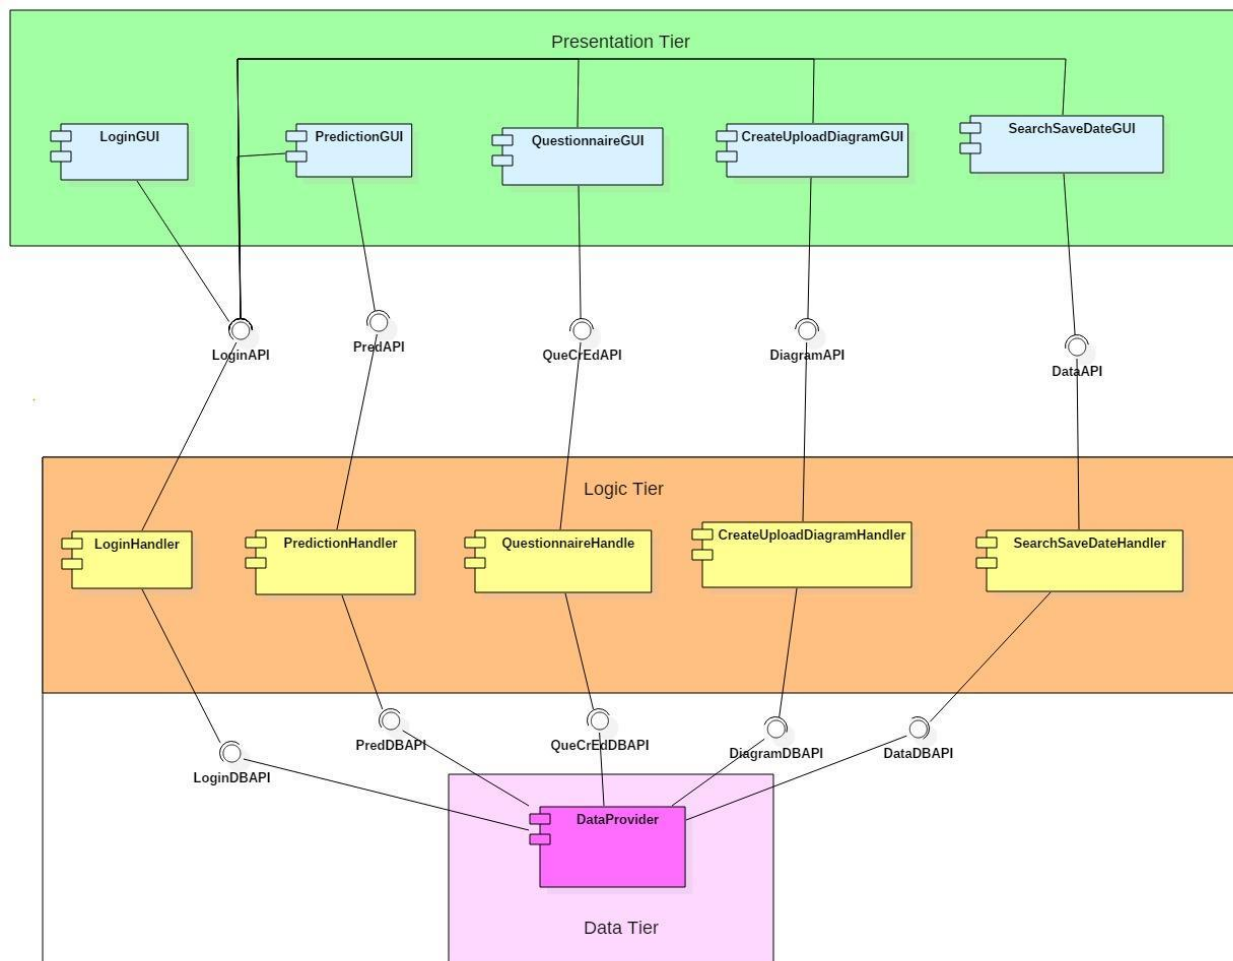 Presentation Tier
LoginGUI
PredictionGUI
QuestionnaireGUI
CreateUploadDiagramGUI
SearchSaveDateGUI
LoginAPI
PredAPI
QueCrEdAPI
DiagramAPI
DataAPI
Logic Tier
LoginHandler
PredictionHandler
QuestionnaireHandle
CreateUploadDiagramHandler
SearchSaveDateHandler
LoginDBAPI
PredDBAPI
QueCrEdDBAPI
DiagramDBAPI
DataDBAPI
DataProvider
Data Tier